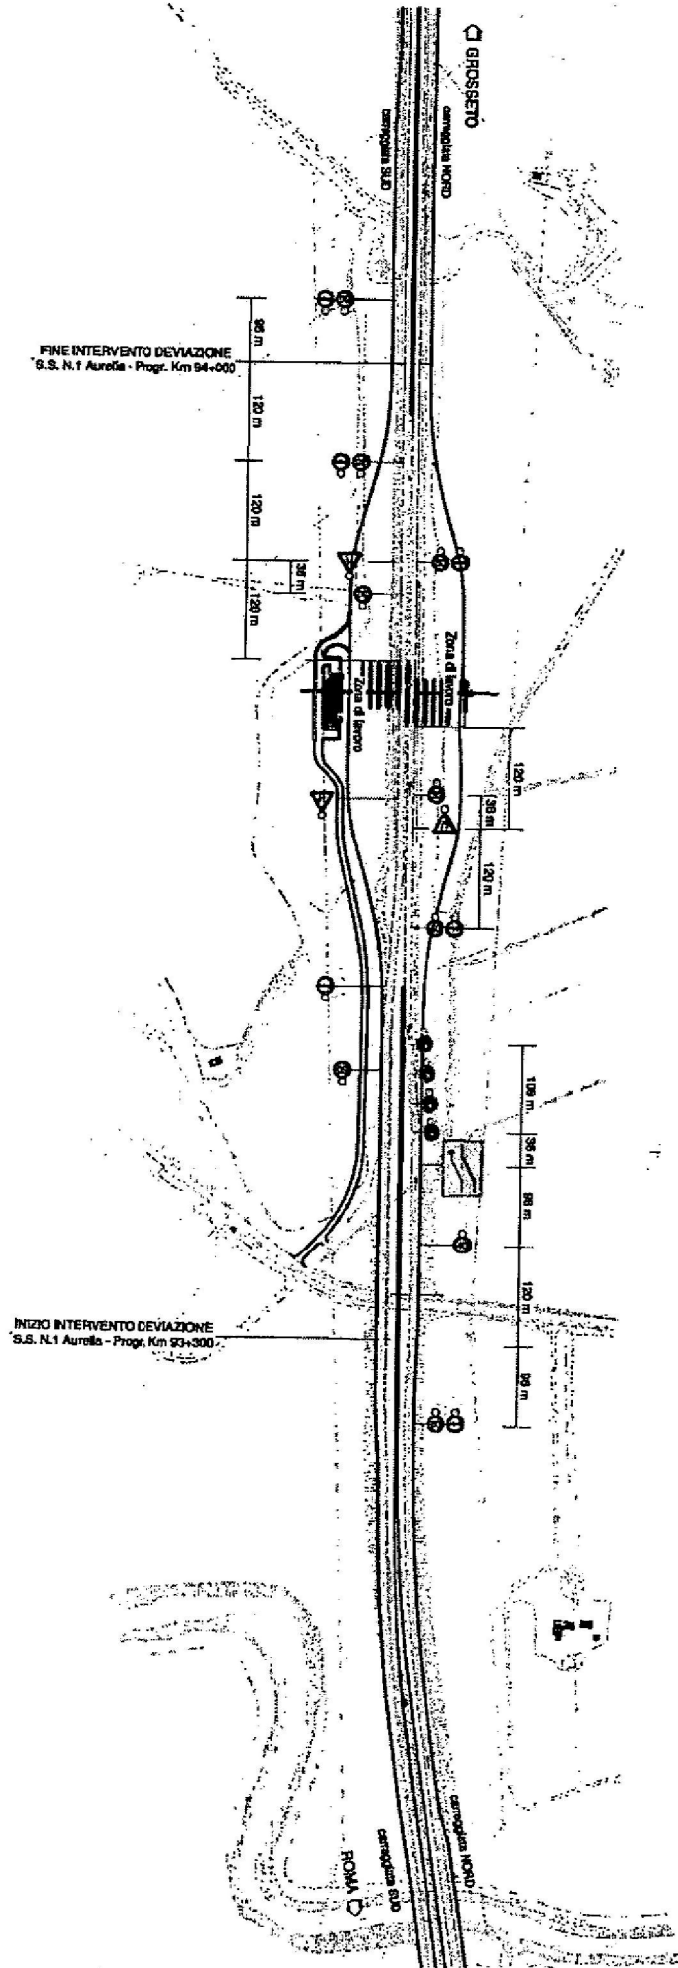 GROSSETO
carreggiata NORD
carreggiata SUD
96 m
FINE INTERVENTO DEVIAZIONE
S.S. N.1 Aurelia - Progr. Km 94+000
120 m
120 m
36 m
120 m
Zona di lavoro
Zona di lavoro
120 m
36 m
120 m
108 m.
36 m
96 m
120 m
INIZIO INTERVENTO DEVIAZIONE
S.S. N.1 Aurelia - Progr. Km 93+300
96 m
carreggiata NORD
carreggiata SUD
ROMA